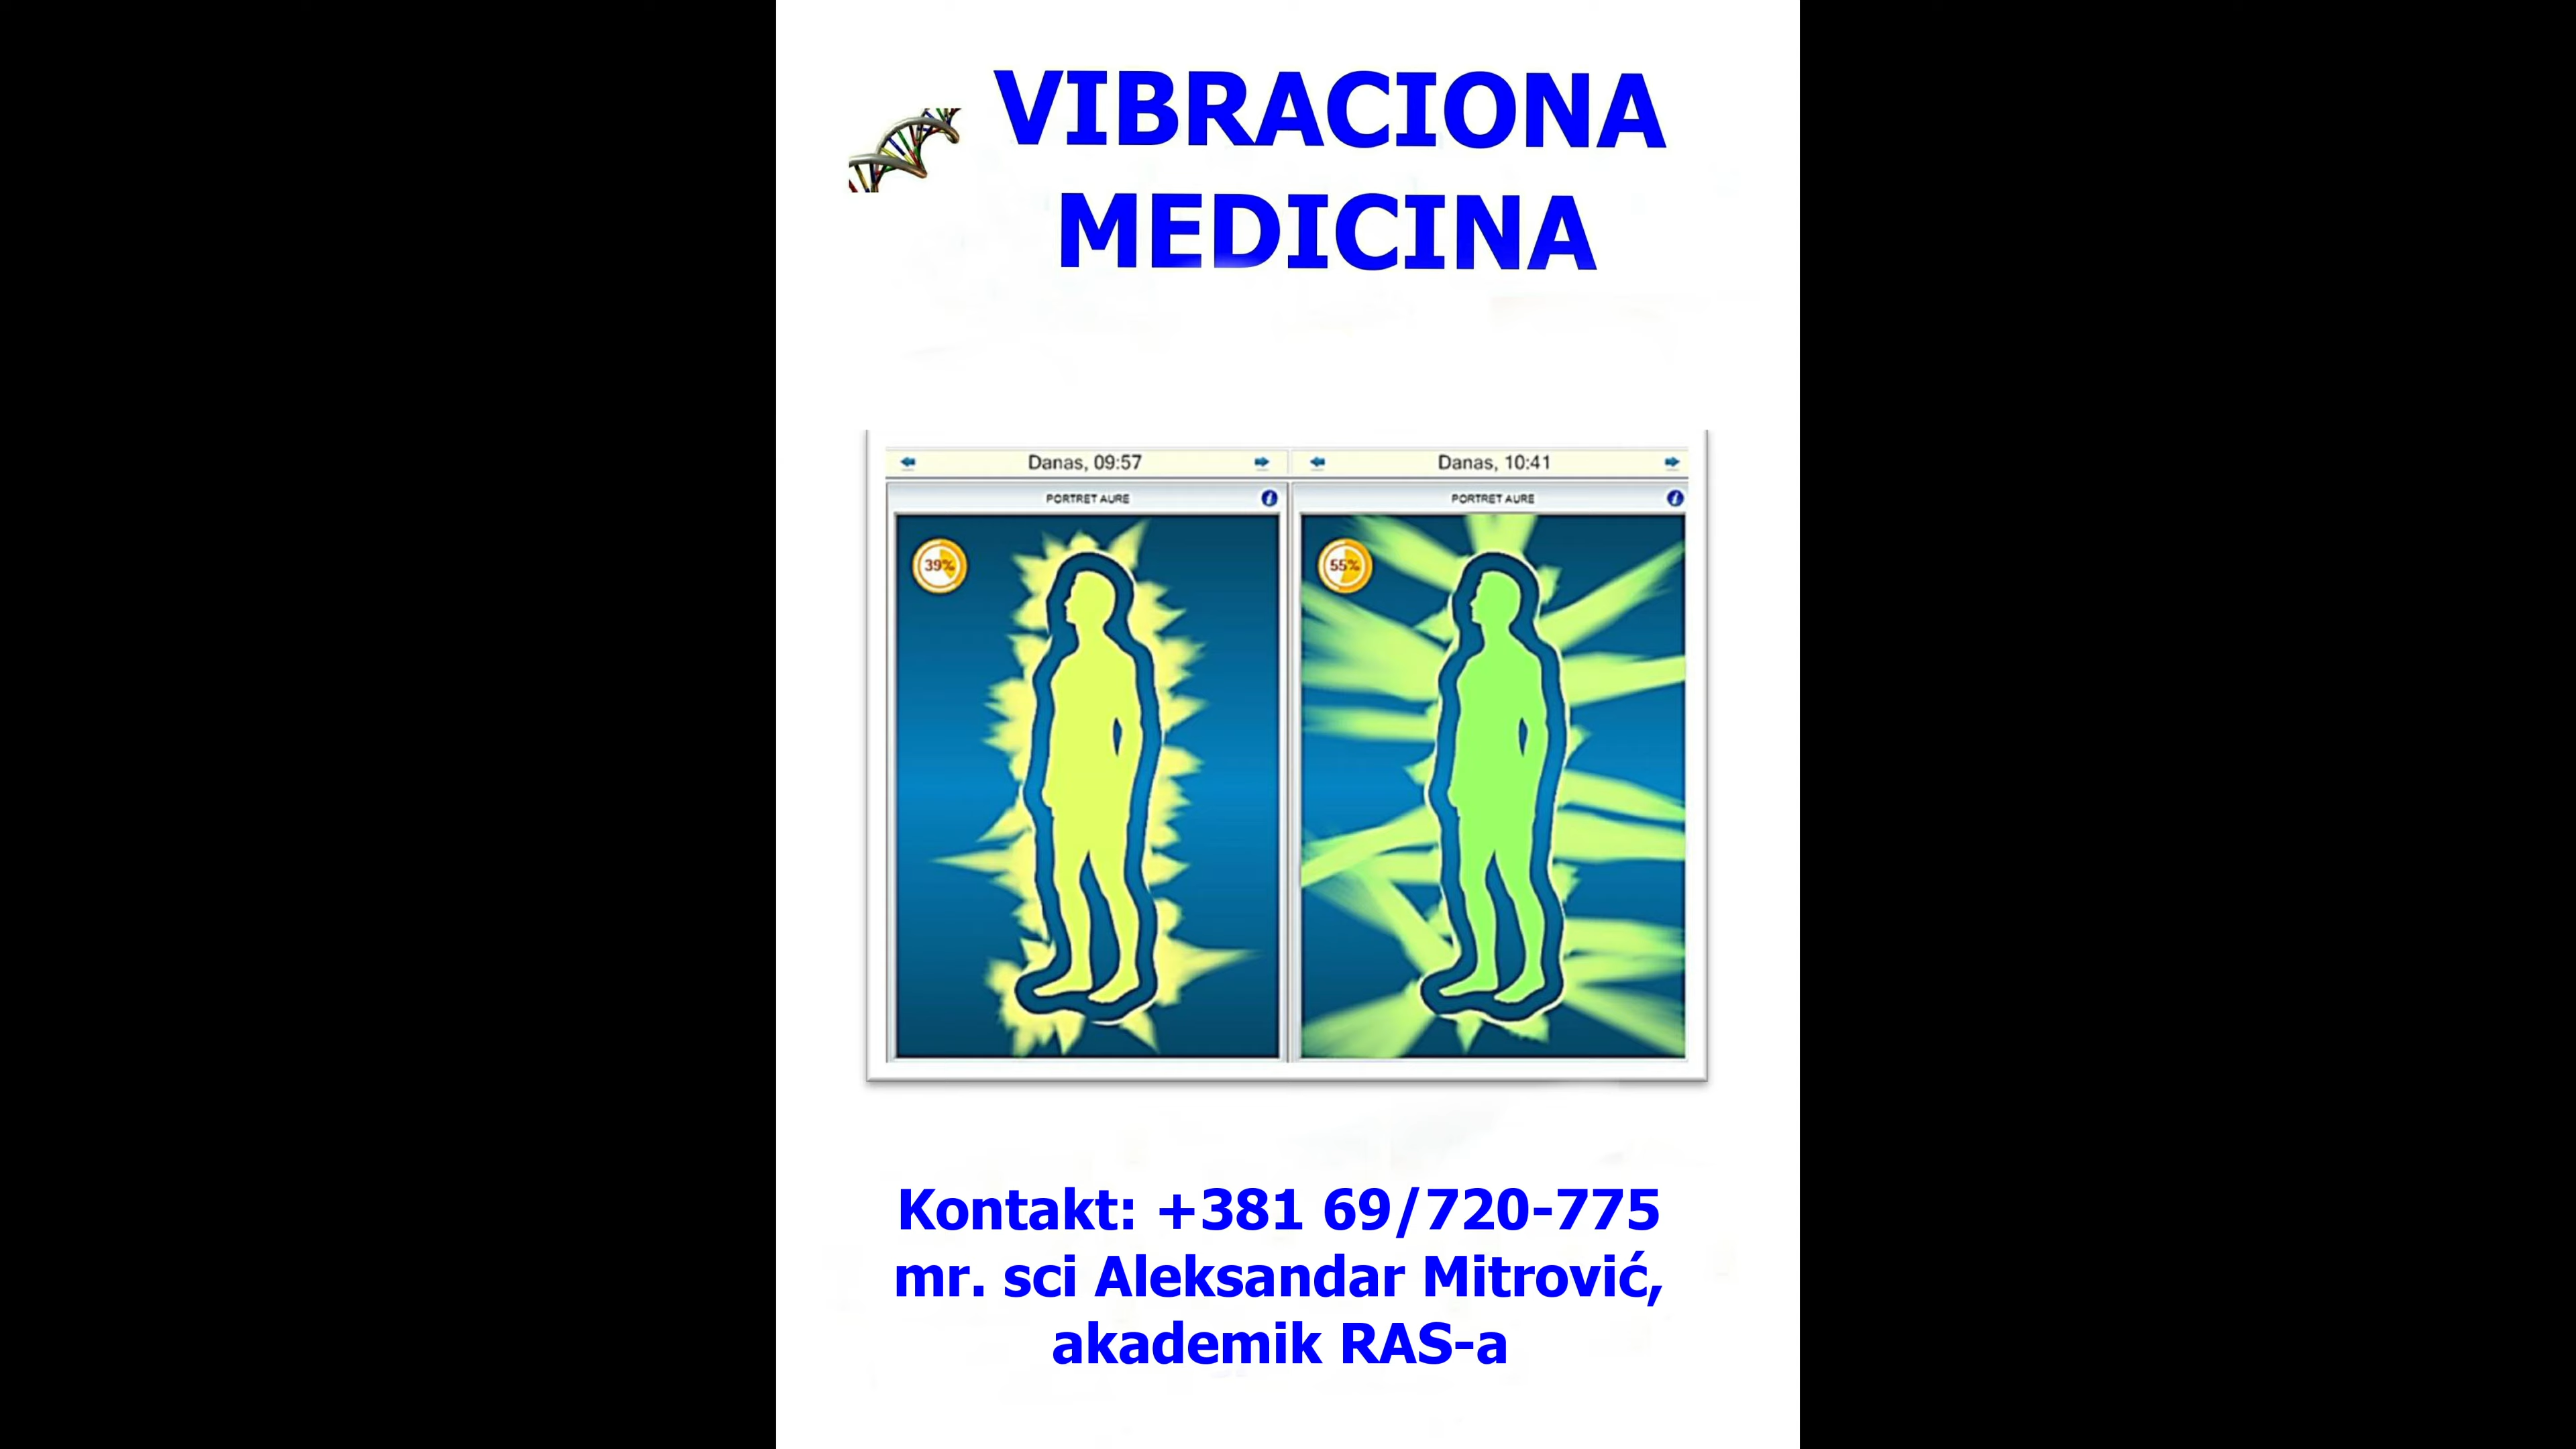 VIBRACIONA
MEDICINA
Danas, 09:57
Danas, 10:41
PORTRET AURE
PORTRET AURE
39%
55%
Kontakt: +381 69/720-775
mr. sci Aleksandar Mitrović,
akademik RAS-a